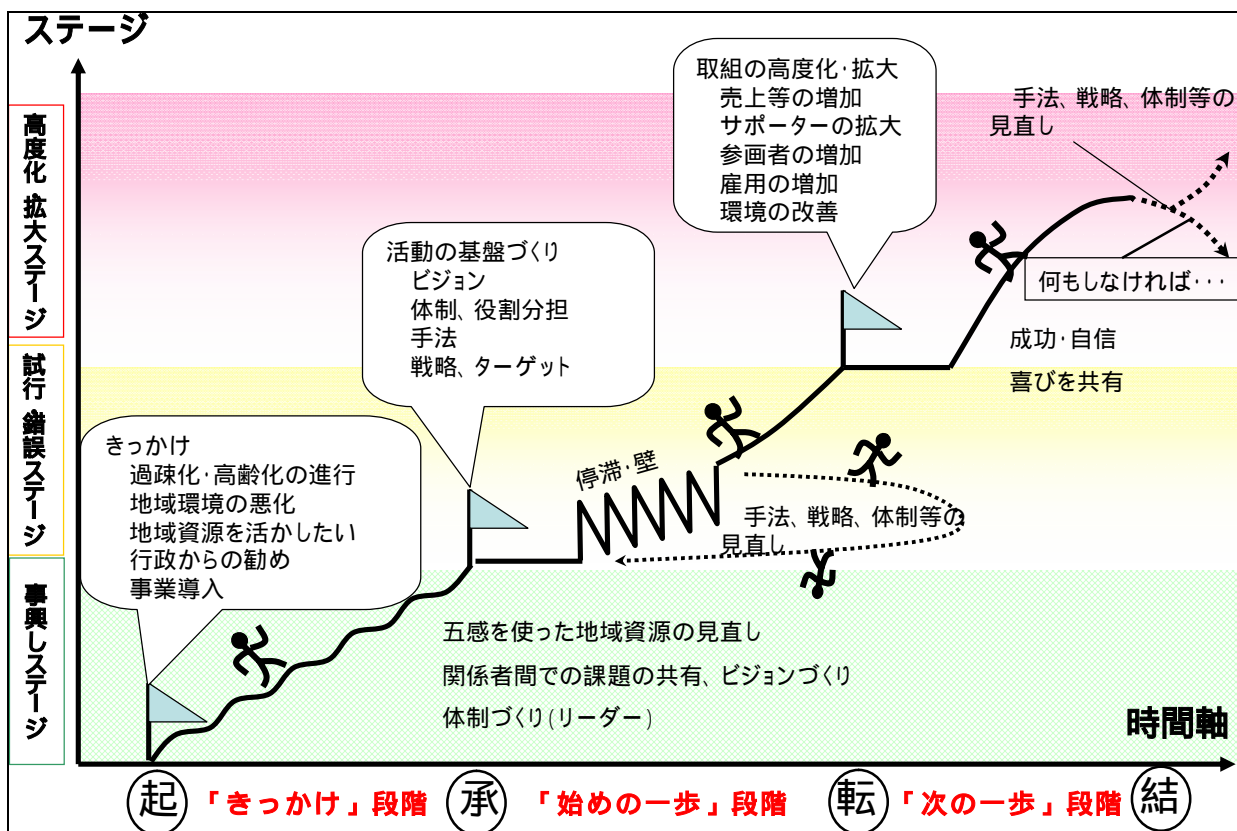 ステージ
高度化・拡大ステージ
試行・錯誤ステージ
事興しステージ
取組の高度化・拡大
売上等の増加
サポーターの拡大
参画者の増加
雇用の増加
環境の改善
手法、戦略、体制等の
見直し
何もしなければ・・・
成功・自信
喜びを共有
活動の基盤づくり
ビジョン
体制、役割分担
手法
戦略、ターゲット
停滞・壁
手法、戦略、体制等の
見直し
きっかけ
過疎化・高齢化の進行
地域環境の悪化
地域資源を活かしたい
行政からの勧め
事業導入
五感を使った地域資源の見直し
関係者間での課題の共有、ビジョンづくり
体制づくり(リーダー)
時間軸
起 「きっかけ」段階 承 「始めの一歩」段階 転 「次の一歩」段階 結